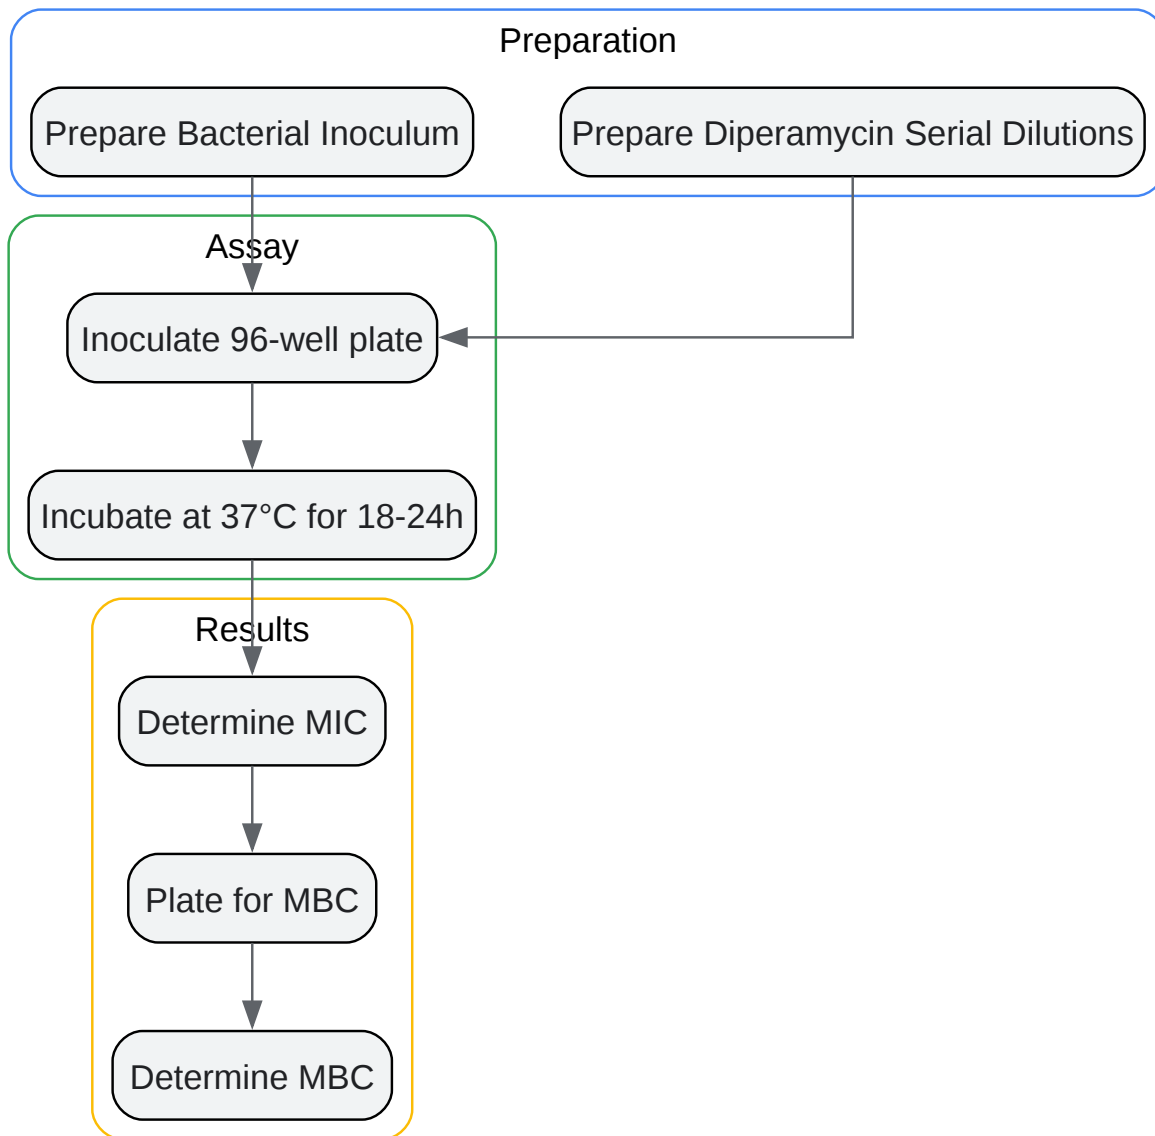 Preparation
Prepare Bacterial Inoculum
Prepare Diperamycin Serial Dilutions
Assay
Inoculate 96-well plate
Incubate at 37°C for 18-24h
Results
Determine MIC
Plate for MBC
Determine MBC